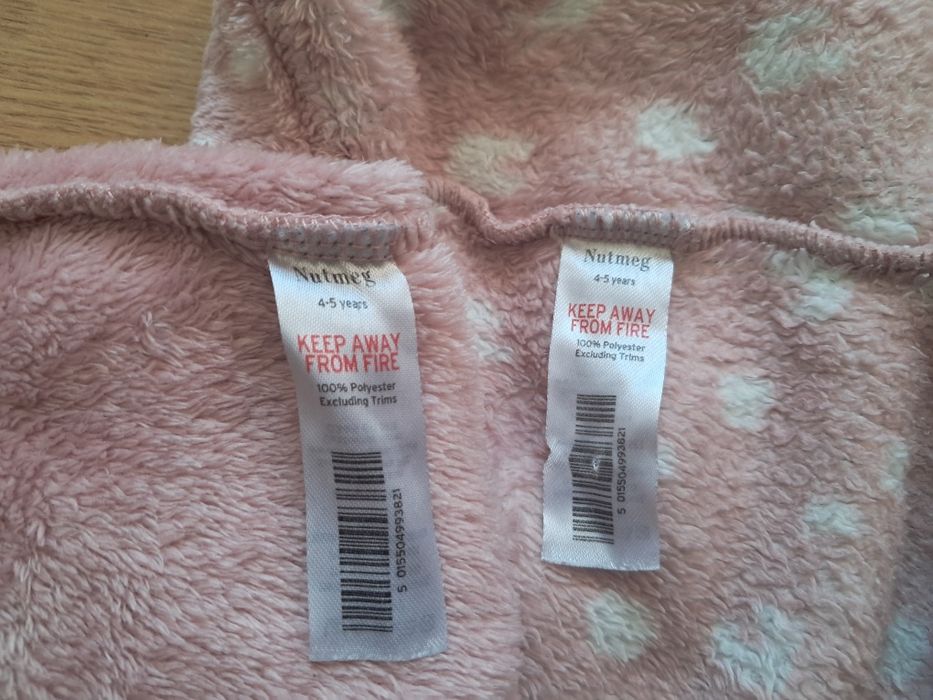 Nutmeg
4-5 years
KEEP AWAY
FROM FIRE
100% Polyester
Excluding Trims
5 015504993821
Nutmeg
4-5 years
KEEP AWAY
FROM FIRE
100% Polyester
Excluding Trims
5 015504993821